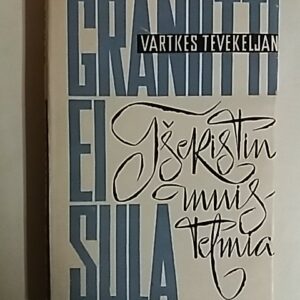 GRANIITTI
VARTKES TEVEKELJAN
EI
SULA
Tšekistin
muis-
telmia